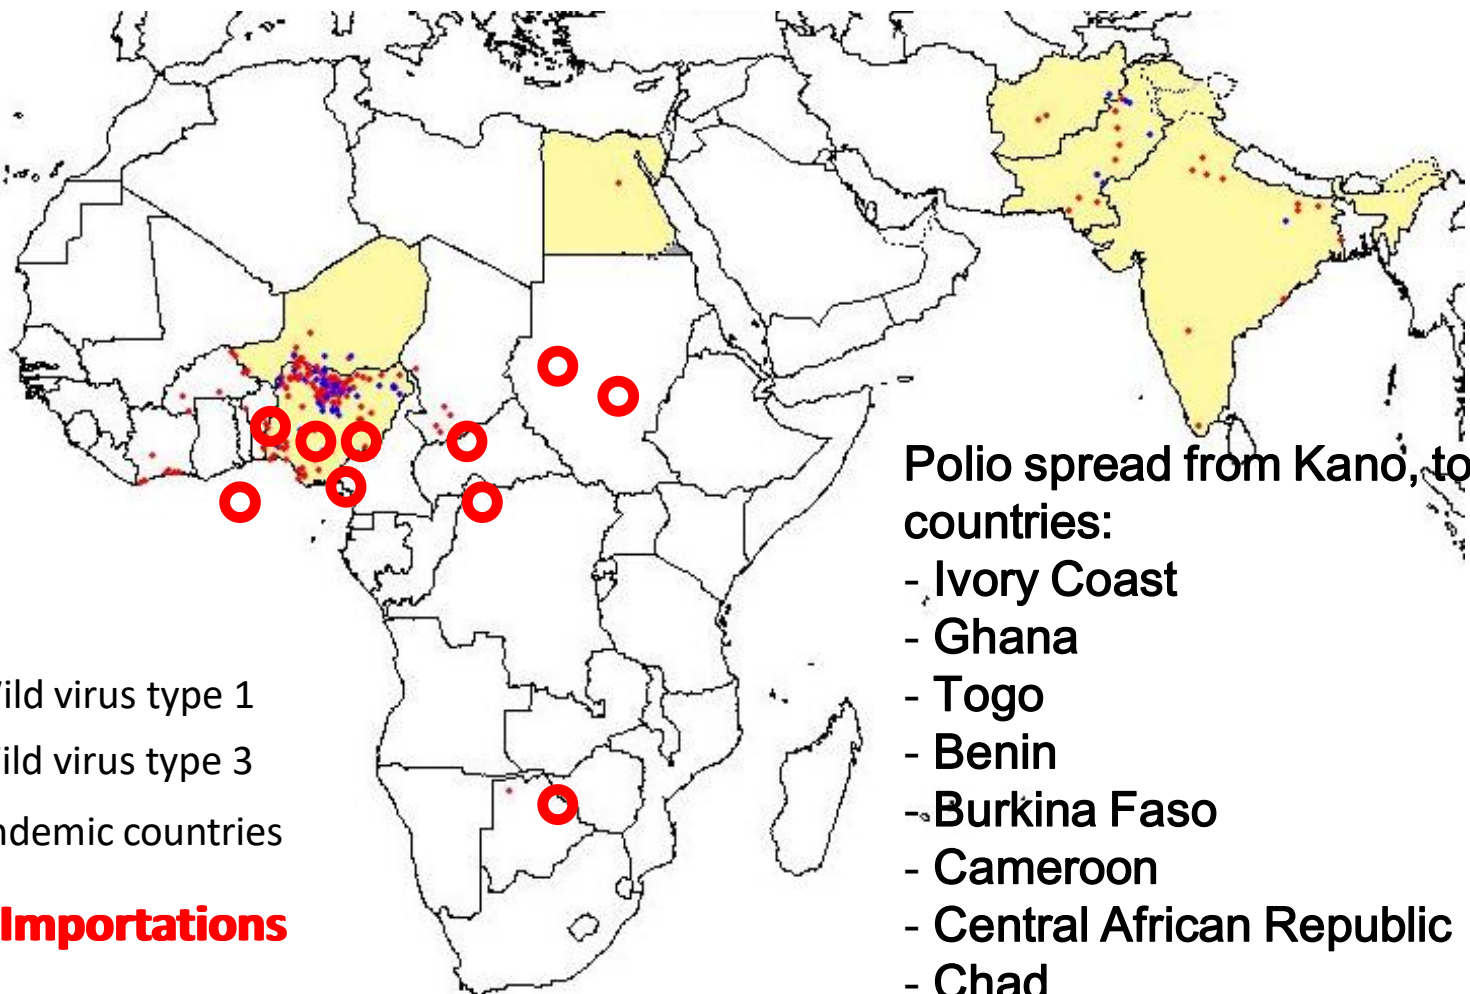 Polio spread from Kano, to
countries:
- Ivory Coast
- Ghana
- Togo
- Benin
- Burkina Faso
- Cameroon
- Central African Republic
- Chad
ild virus type 1
ild virus type 3
ndemic countries
Importations